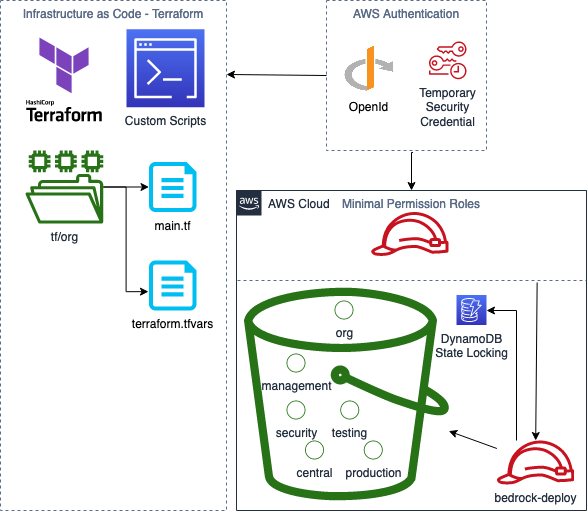 Infrastructure as Code - Terraform
HashiCorp
Terraform
Custom Scripts
tf/org
main.tf
terraform.tfvars
AWS Authentication
OpenId
Temporary
Security
Credential
aws
AWS Cloud
Minimal Permission Roles
org
management
security
testing
central
production
DynamoDB
State Locking
bedrock-deploy